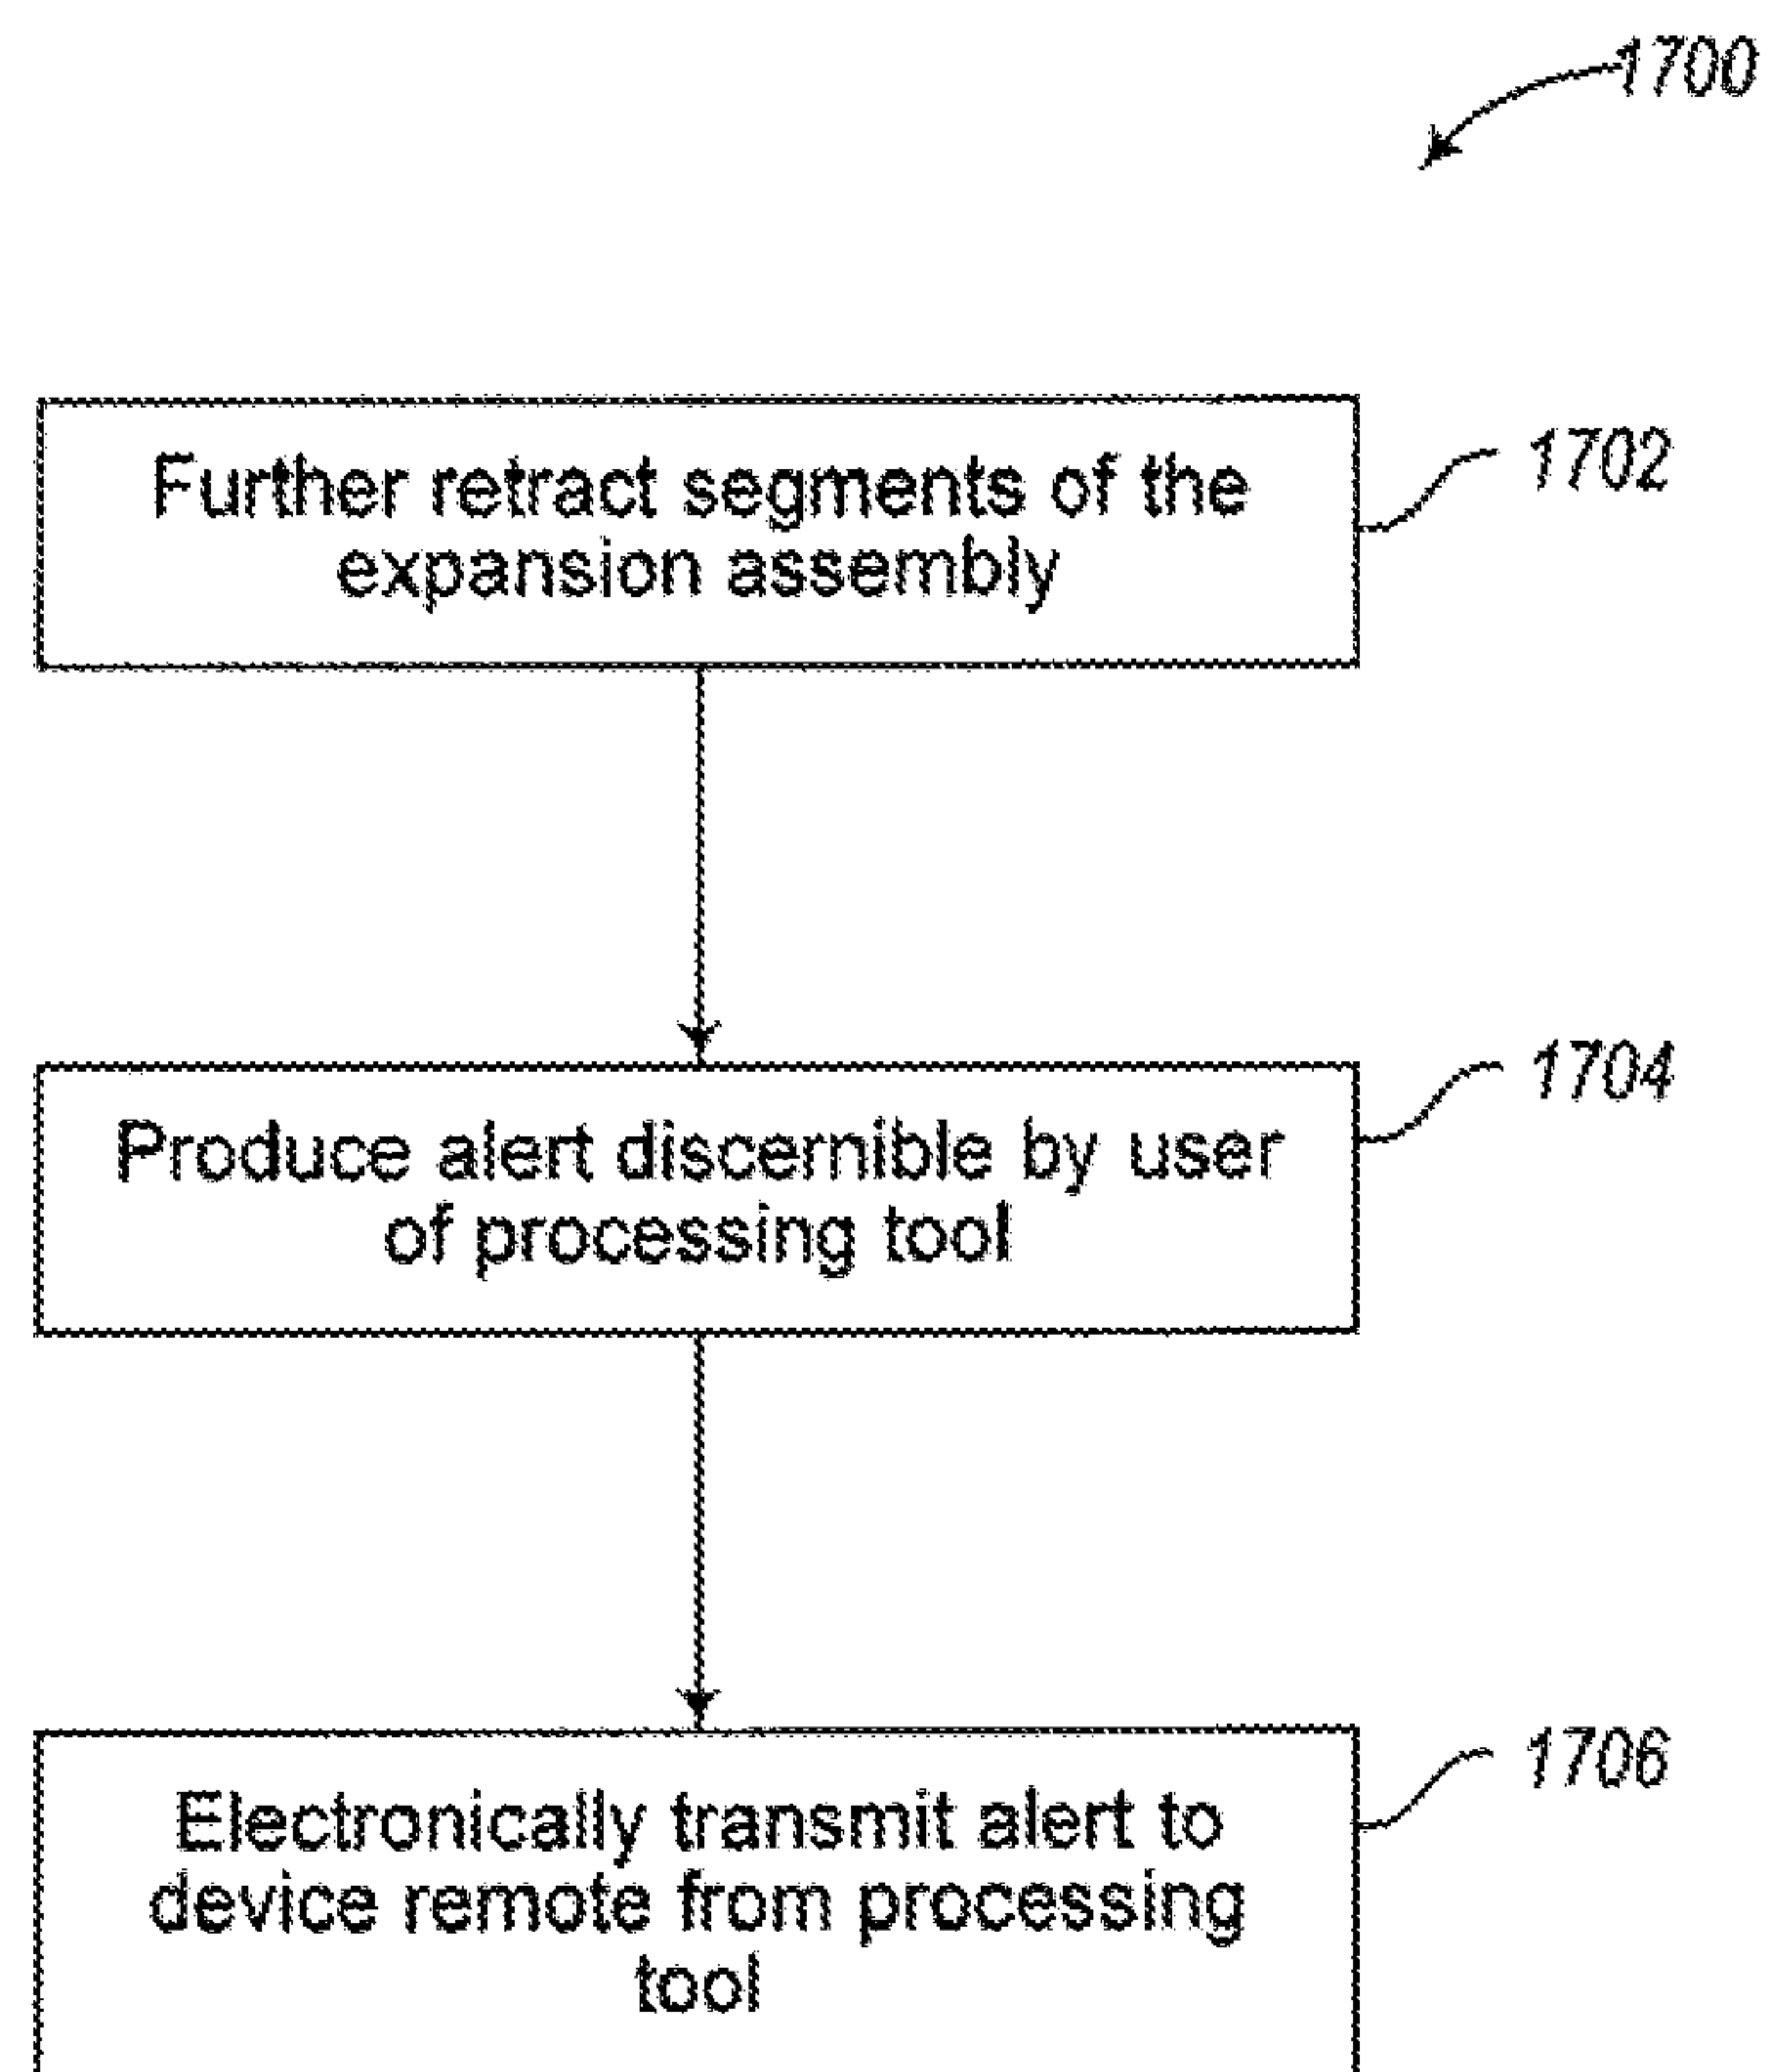 1700
Further retract segments of the
expansion assembly
1702
Produce alert discernible by user
of processing tool
1704
Electronically transmit alert to
device remote from processing
tool
1706